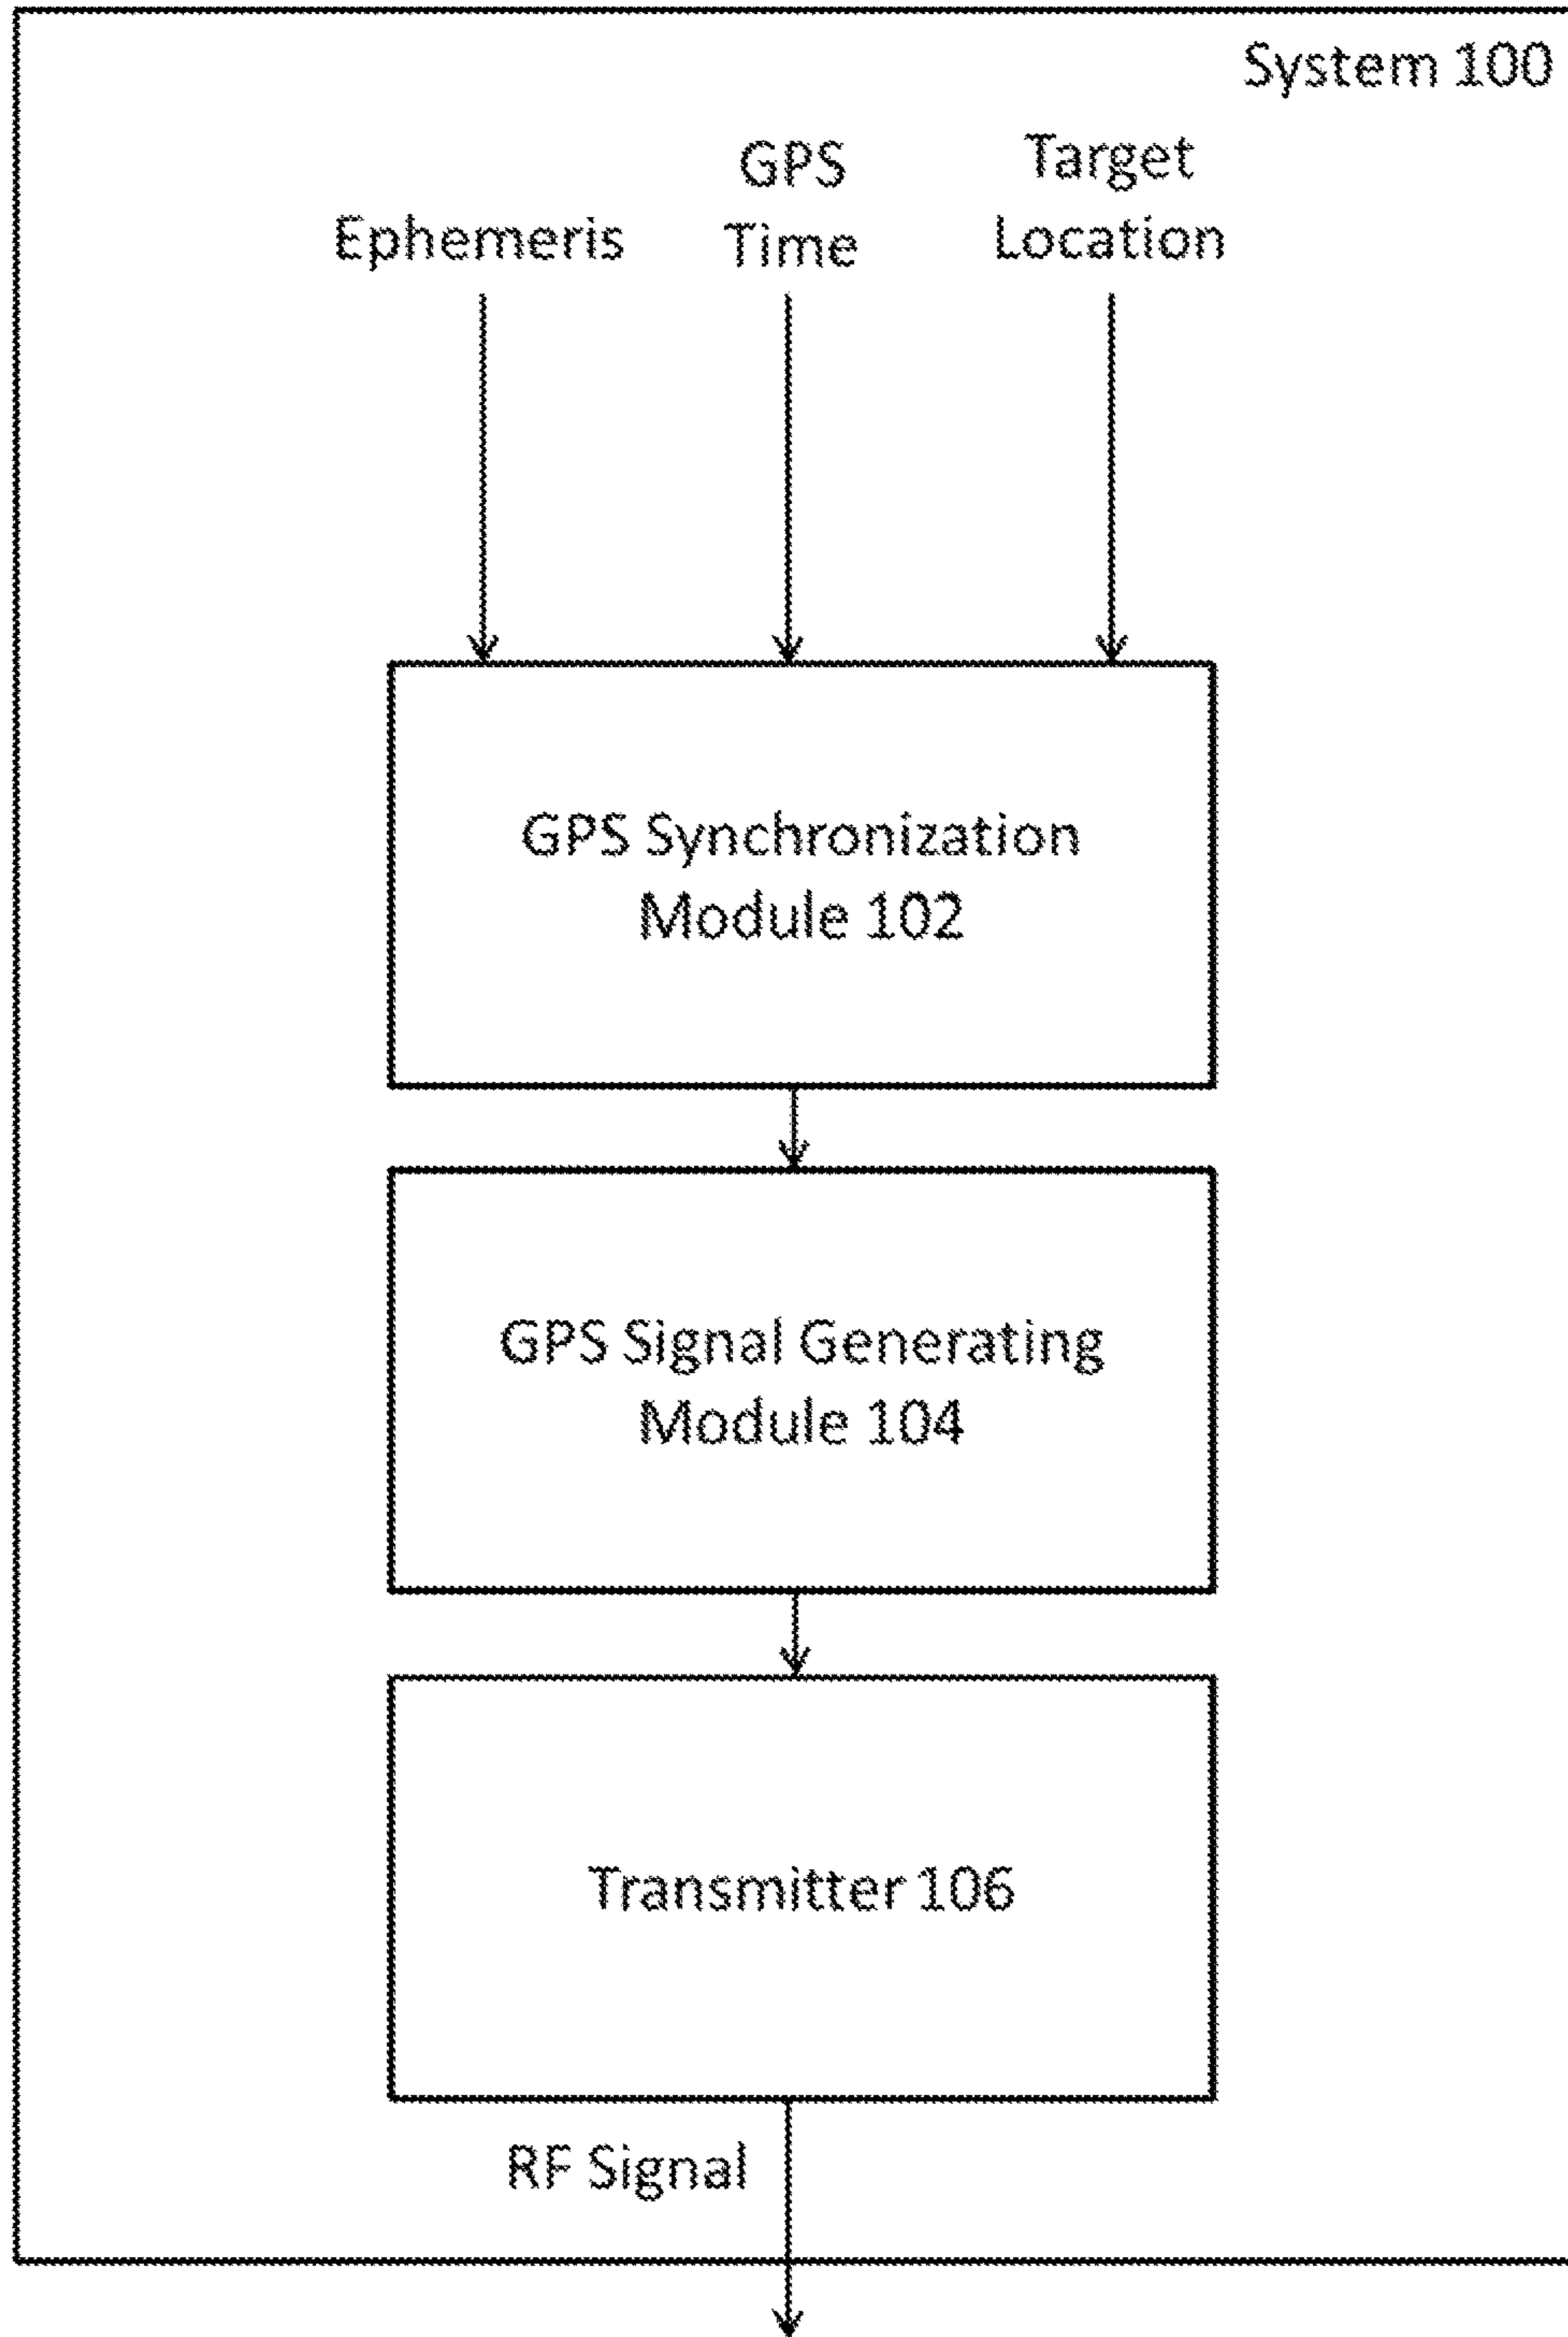 System 100
Ephemeris
GPS
Time
Target
Location
GPS Synchronization
Module 102
GPS Signal Generating
Module 104
Transmitter 106
RF Signal